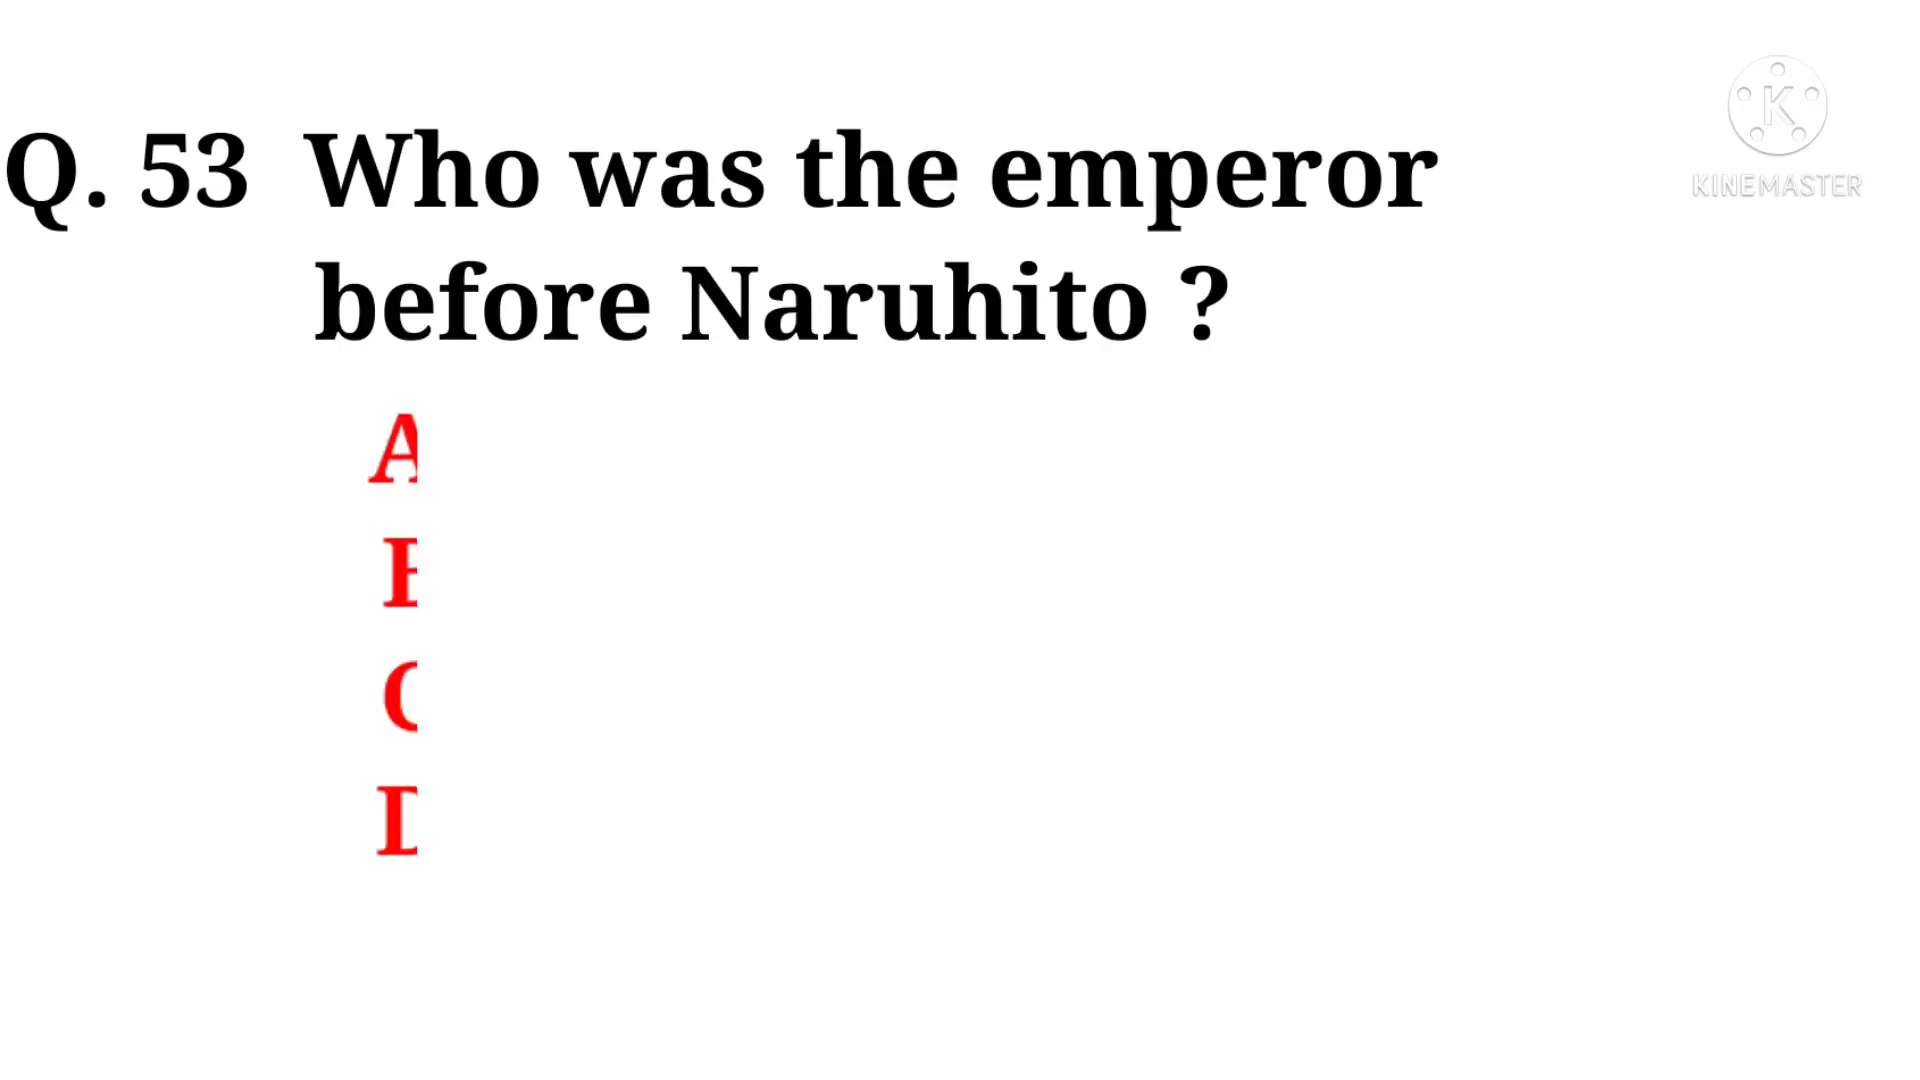 Q. 53 Who was the emperor
before Naruhito ?
A
B
C
D
K
KINEMASTER